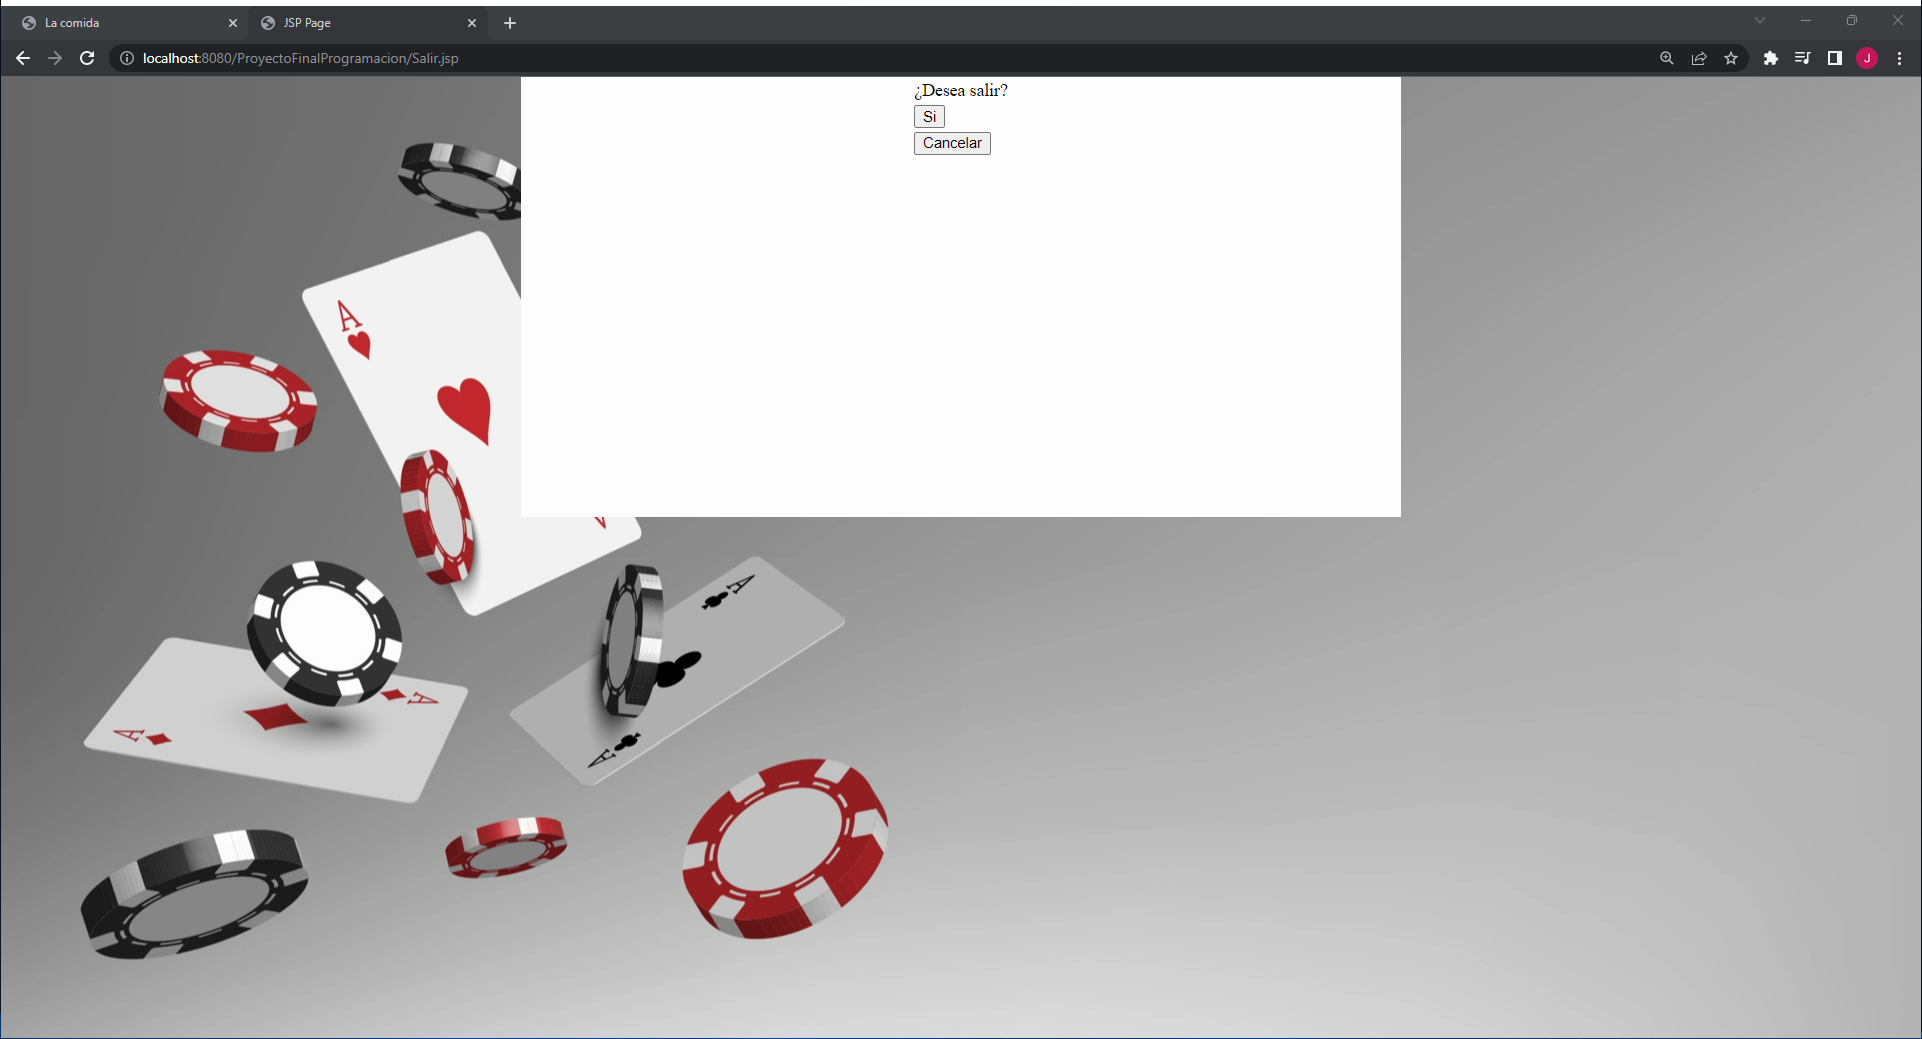 La comida
JSP Page
localhost:8080/ProyectoFinalProgramacion/Salir.jsp
J
¿Desea salir?
Si
Cancelar
A
A
A
A
A
A